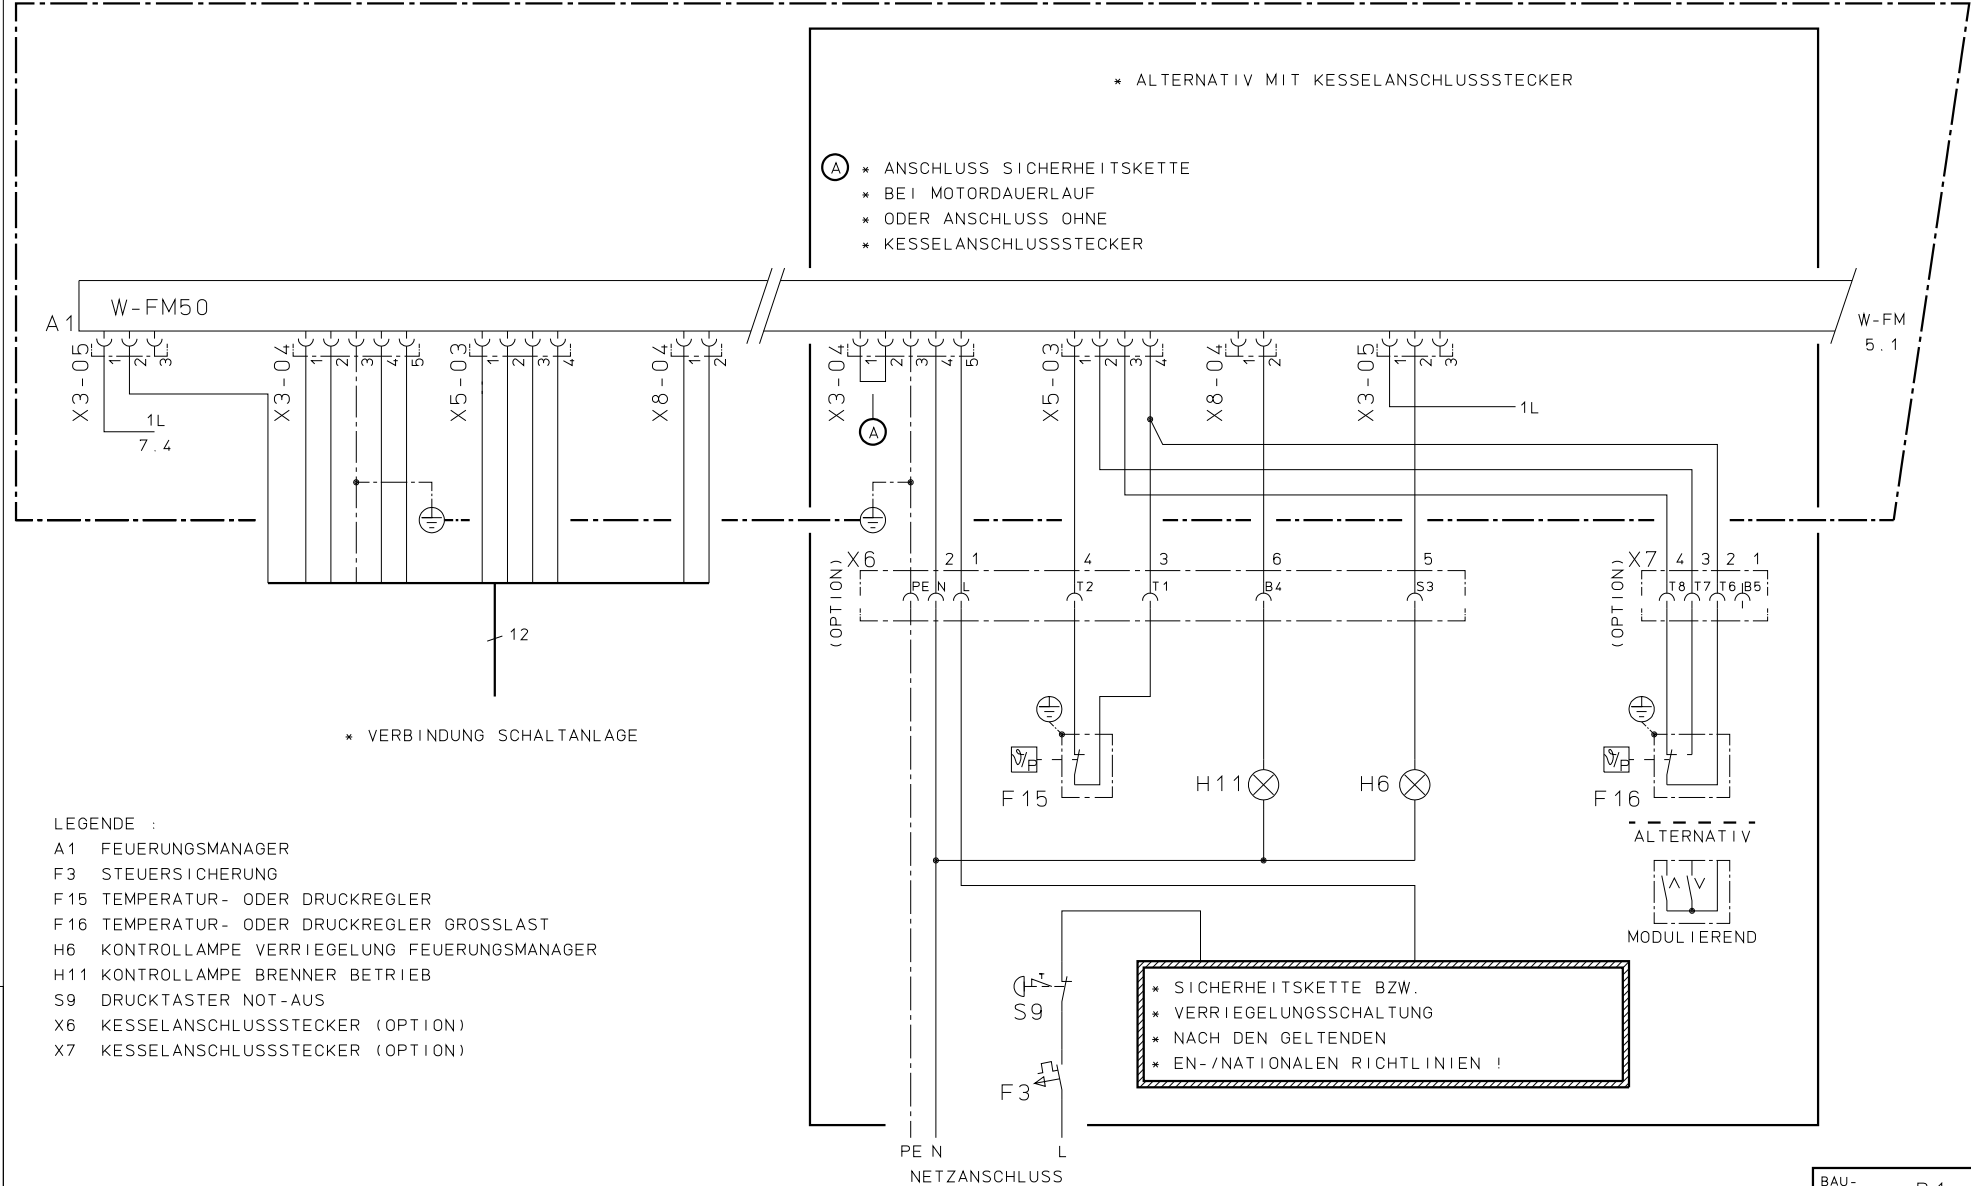 * ALTERNATIV MIT KESSELANSCHLUSSSTECKER
A * ANSCHLUSS SICHERHEITSKETTE
* BEI MOTORDAUERLAUF
* ODER ANSCHLUSS OHNE
* KESSELANSCHLUSSSTECKER
W-FM50
A1
W-FM
5.1
X3-05 1 2 3
X3-04 1 2 3 4 5
X5-03 1 2 3 4
X8-04 1 2
X3-04 1 2 3 4 5
X5-03 1 2 3 4
X8-04 1 2
X3-05 1 2 3
1L
7.4
A
1L
X6 2 1 4 3 6 5
(OPTION)
PE N L T2 T1 B4 S3
X7 4 3 2 1
(OPTION)
T8 T7 T6 B5
12
* VERBINDUNG SCHALTANLAGE
ϑ/P
F15
H11
H6
ϑ/P
F16
ALTERNATIV
MODULIEREND
LEGENDE :
A1 FEUERUNGSMANAGER
F3 STEUERSICHERUNG
F15 TEMPERATUR- ODER DRUCKREGLER
F16 TEMPERATUR- ODER DRUCKREGLER GROSSLAST
H6 KONTROLLAMPE VERRIEGELUNG FEUERUNGSMANAGER
H11 KONTROLLAMPE BRENNER BETRIEB
S9 DRUCKTASTER NOT-AUS
X6 KESSELANSCHLUSSSTECKER (OPTION)
X7 KESSELANSCHLUSSSTECKER (OPTION)
S9
F3
* SICHERHEITSKETTE BZW.
* VERRIEGELUNGSSCHALTUNG
* NACH DEN GELTENDEN
* EN-/NATIONALEN RICHTLINIEN !
PE N L
NETZANSCHLUSS
BAU-